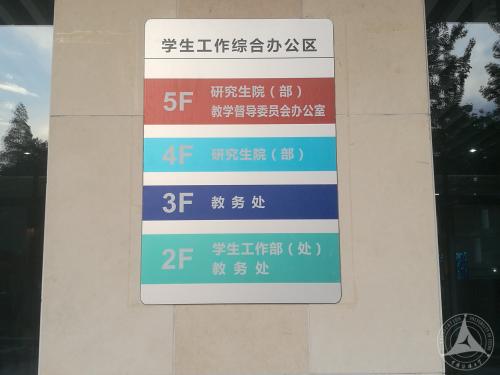 学生工作综合办公区
5F 研究生院（部）
教学督导委员会办公室
4F 研究生院（部）
3F 教 务 处
2F 学生工作部（处）
教 务 处